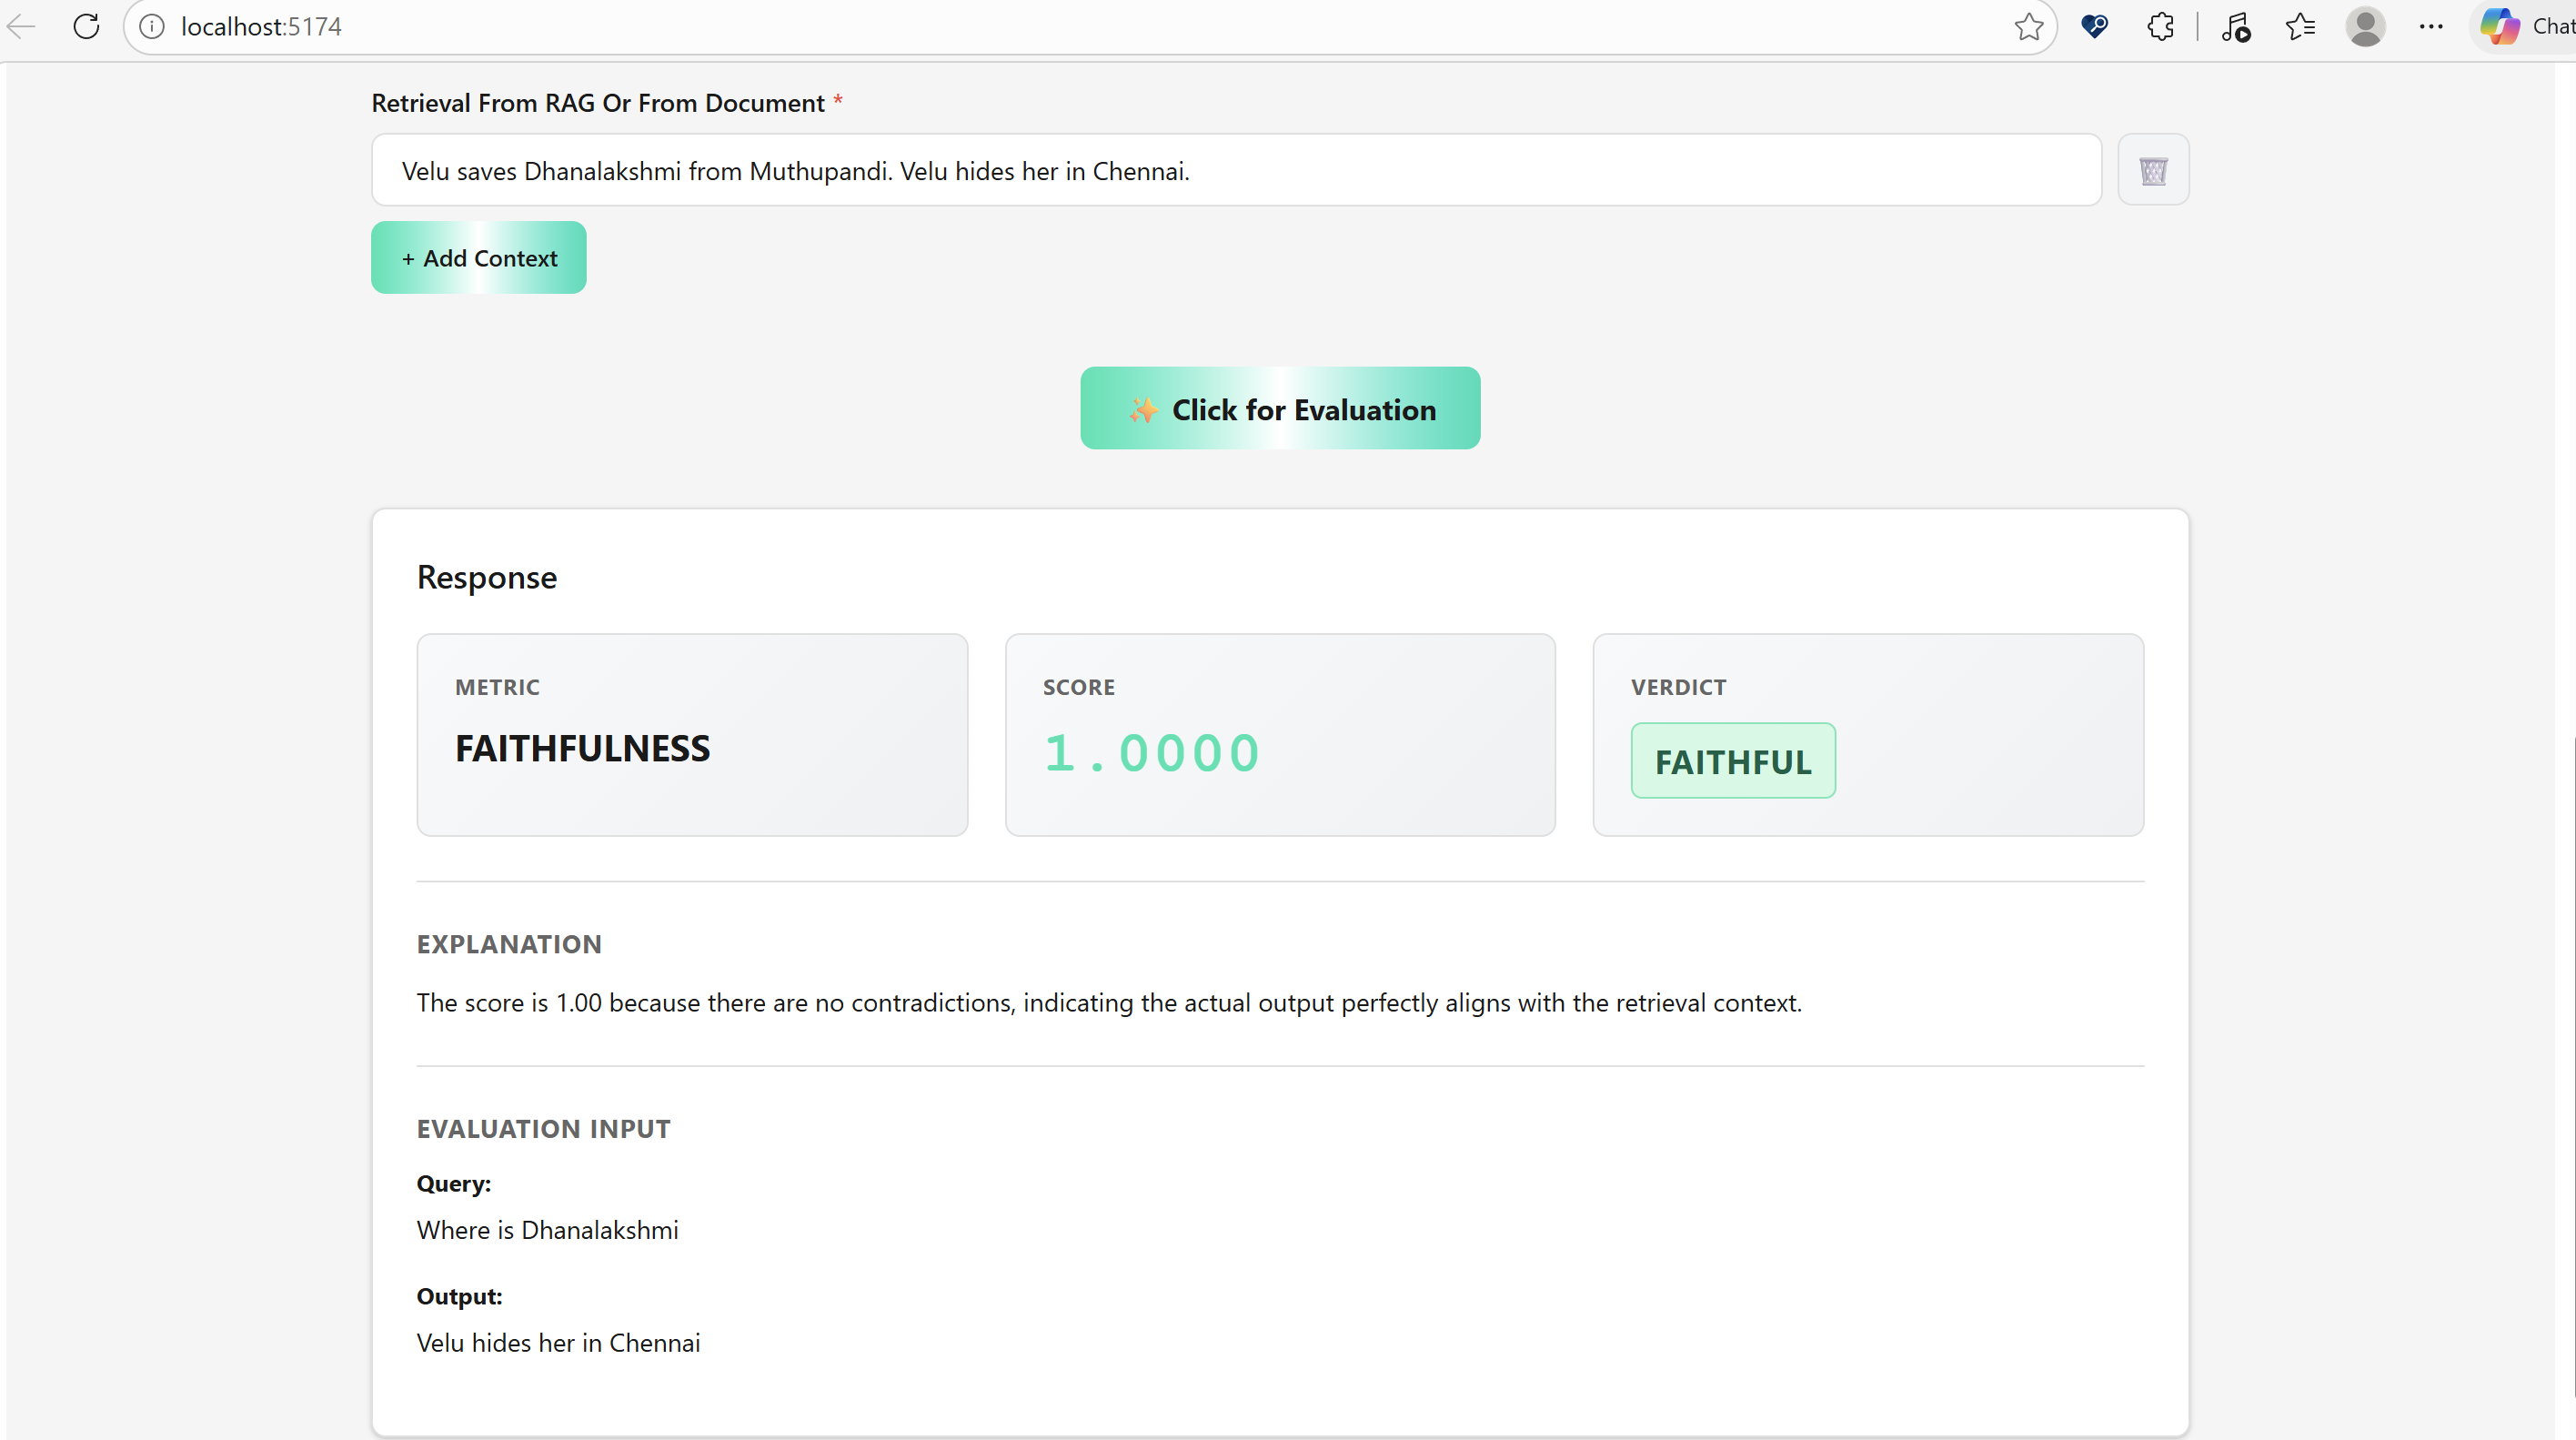 localhost:5174
Chat
Retrieval From RAG Or From Document *
Velu saves Dhanalakshmi from Muthupandi. Velu hides her in Chennai.
+ Add Context
✨ Click for Evaluation
Response
METRIC
FAITHFULNESS
SCORE
1.0000
VERDICT
FAITHFUL
EXPLANATION
The score is 1.00 because there are no contradictions, indicating the actual output perfectly aligns with the retrieval context.
EVALUATION INPUT
Query:
Where is Dhanalakshmi
Output:
Velu hides her in Chennai